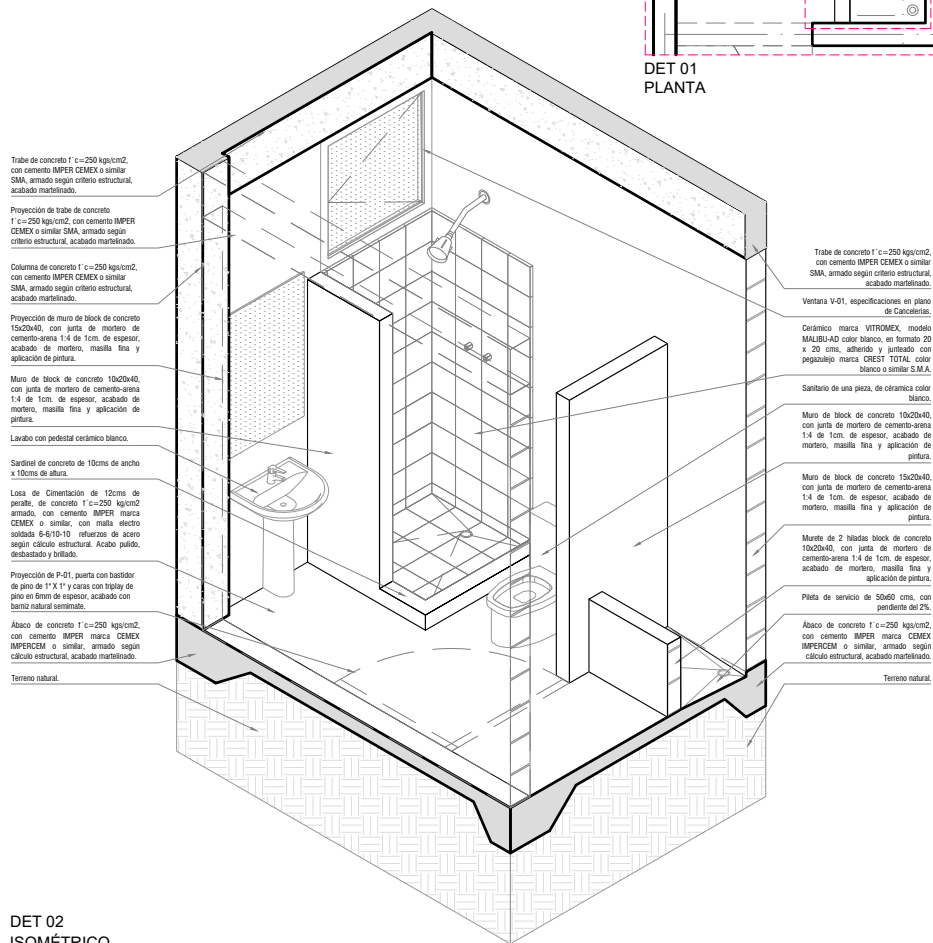 DET 01
PLANTA
Trabe de concreto f´c=250 kgs/cm2,
con cemento IMPER CEMEX o similar
SMA, armado según criterio estructural,
acabado martelinado.
Proyección de trabe de concreto
f´c=250 kgs/cm2, con cemento IMPER
CEMEX o similar SMA, armado según
criterio estructural, acabado martelinado.
Columna de concreto f´c=250 kgs/cm2,
con cemento IMPER CEMEX o similar
SMA, armado según criterio estructural,
acabado martelinado.
Proyección de muro de block de concreto
15x20x40, con junta de mortero de
cemento-arena 1:4 de 1cm. de espesor,
acabado de mortero, masilla fina y
aplicación de pintura.
Muro de block de concreto 10x20x40,
con junta de mortero de cemento-arena
1:4 de 1cm. de espesor, acabado de
mortero, masilla fina y aplicación de
pintura.
Lavabo con pedestal cerámico blanco.
Sardinel de concreto de 10cms de ancho
x 10cms de altura.
Losa de Cimentación de 12cms de
peralte, de concreto f´c=250 kg/cm2
armado, con cemento IMPER marca
CEMEX o similar, con malla electro
soldada 6-6/10-10 refuerzos de acero
según cálculo estructural. Acabo pulido,
desbastado y brillado.
Proyección de P-01, puerta con bastidor
de pino de 1" X 1" y caras con triplay de
pino en 6mm de espesor, acabado con
barniz natural semimate.
Ábaco de concreto f´c=250 kgs/cm2,
con cemento IMPER marca CEMEX
IMPERCEM o similar, armado según
cálculo estructural, acabado martelinado.
Terreno natural.
Trabe de concreto f´c=250 kgs/cm2,
con cemento IMPER CEMEX o similar
SMA, armado según criterio estructural,
acabado martelinado.
Ventana V-01, especificaciones en plano
de Cancelerias.
Cerámico marca VITROMEX, modelo
MALIBU-AD color blanco, en formato 20
x 20 cms, adherido y junteado con
pegazulejo marca CREST TOTAL color
blanco o similar S.M.A.
Sanitario de una pieza, de céramica color
blanco.
Muro de block de concreto 10x20x40,
con junta de mortero de cemento-arena
1:4 de 1cm. de espesor, acabado de
mortero, masilla fina y aplicación de
pintura.
Muro de block de concreto 15x20x40,
con junta de mortero de cemento-arena
1:4 de 1cm. de espesor, acabado de
mortero, masilla fina y aplicación de
pintura.
Murete de 2 hiladas block de concreto
10x20x40, con junta de mortero de
cemento-arena 1:4 de 1cm. de espesor,
acabado de mortero, masilla fina y
aplicación de pintura.
Pileta de servicio de 50x60 cms, con
pendiente del 2%.
Ábaco de concreto f´c=250 kgs/cm2,
con cemento IMPER marca CEMEX
IMPERCEM o similar, armado según
cálculo estructural, acabado martelinado.
Terreno natural.
DET 02
ISOMÉTRICO